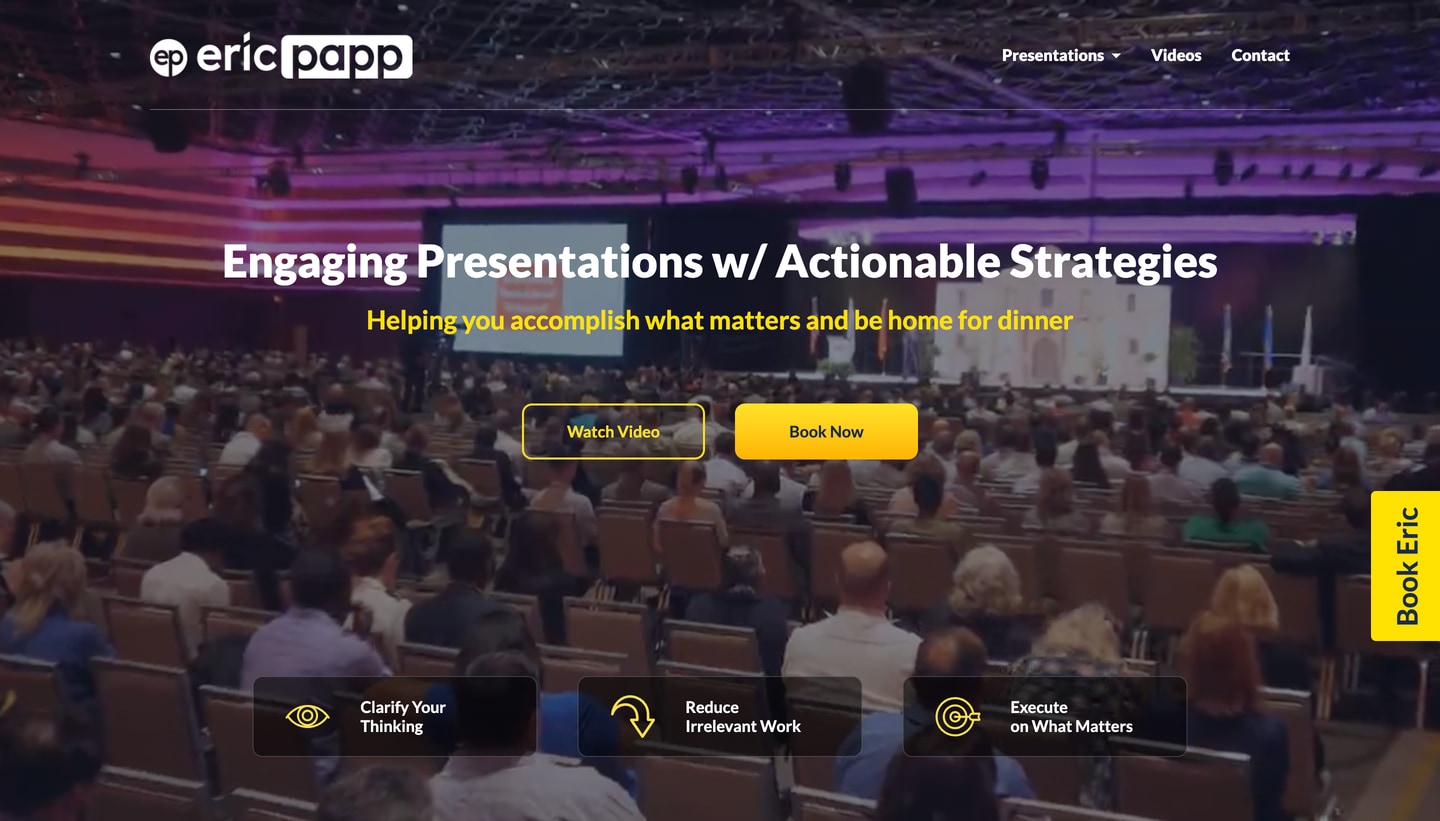 ep eric papp
Presentations
Videos
Contact
Engaging Presentations w/ Actionable Strategies
Helping you accomplish what matters and be home for dinner
Watch Video
Book Now
Book Eric
Clarify Your
Thinking
Reduce
Irrelevant Work
Execute
on What Matters